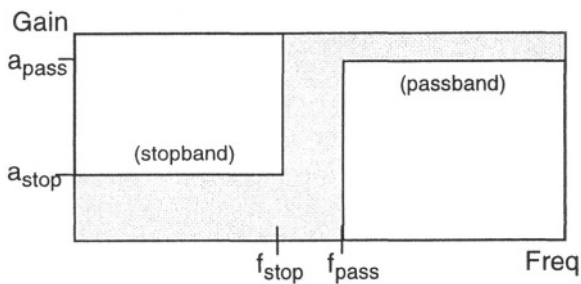 Gain
a_pass
(passband)
(stopband)
a_stop
f_stop f_pass Freq